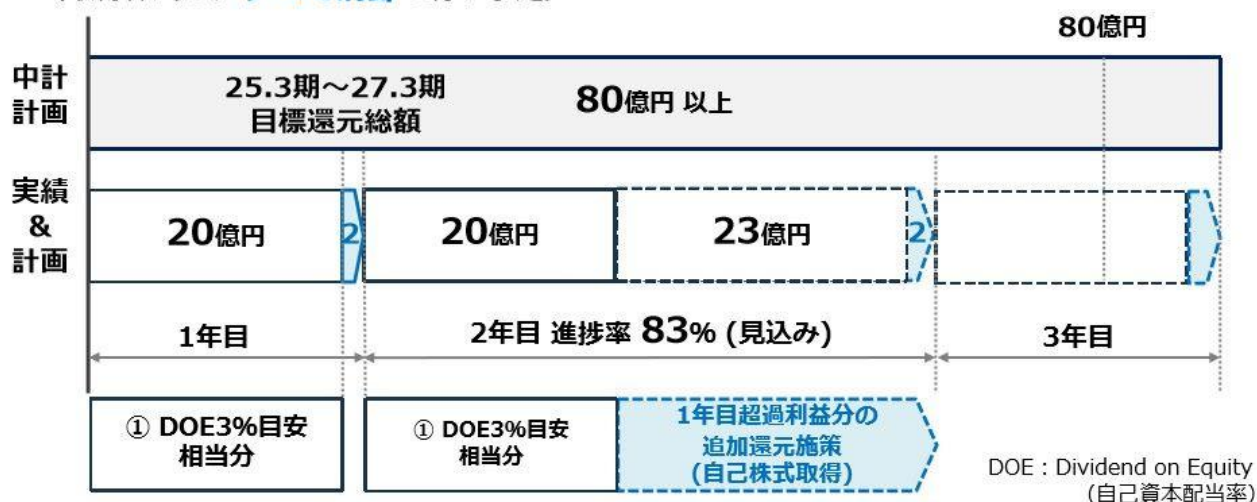 80億円
中計
計画
25.3期～27.3期
目標還元総額
80億円 以上
実績
&
計画
20億円
2
20億円
23億円
2
1年目
2年目 進捗率 83% (見込み)
3年目
① DOE3%目安
相当分
① DOE3%目安
相当分
1年目超過利益分の
追加還元施策
(自己株式取得)
DOE : Dividend on Equity
(自己資本配当率)